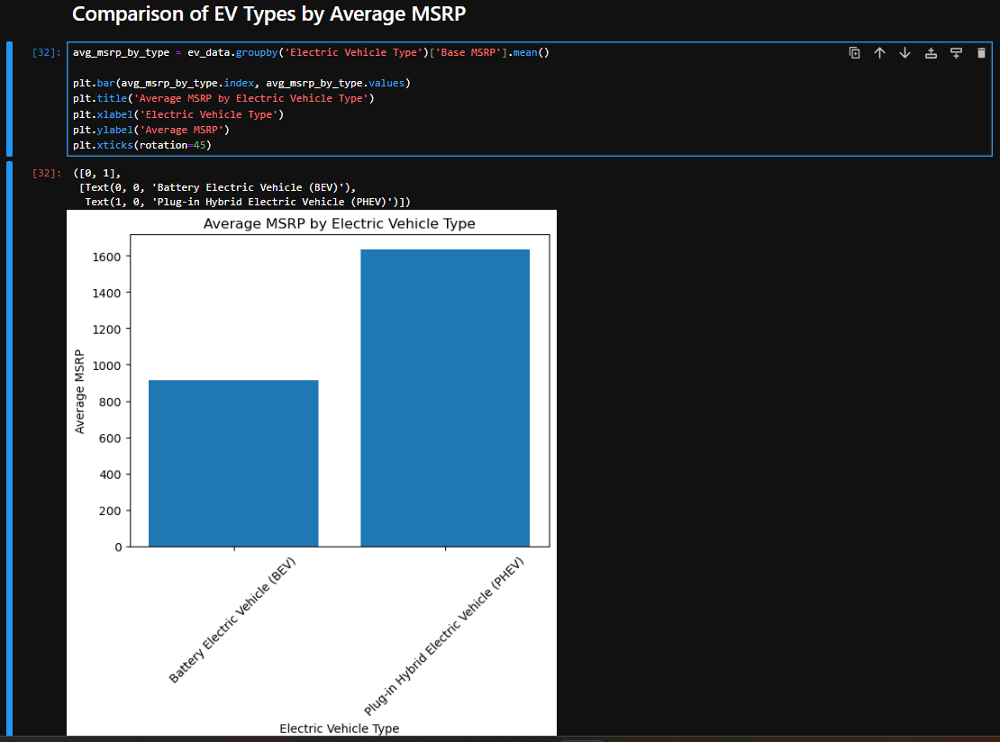 Comparison of EV Types by Average MSRP
[32]: avg_msrp_by_type = ev_data.groupby('Electric Vehicle Type')['Base MSRP'].mean()
plt.bar(avg_msrp_by_type.index, avg_msrp_by_type.values)
plt.title('Average MSRP by Electric Vehicle Type')
plt.xlabel('Electric Vehicle Type')
plt.ylabel('Average MSRP')
plt.xticks(rotation=45)
[32]: ([0, 1],
[Text(0, 0, 'Battery Electric Vehicle (BEV)'),
Text(1, 0, 'Plug-in Hybrid Electric Vehicle (PHEV)')])
Average MSRP by Electric Vehicle Type
Average MSRP
1600
1400
1200
1000
800
600
400
200
0
Battery Electric Vehicle (BEV)
Plug-in Hybrid Electric Vehicle (PHEV)
Electric Vehicle Type